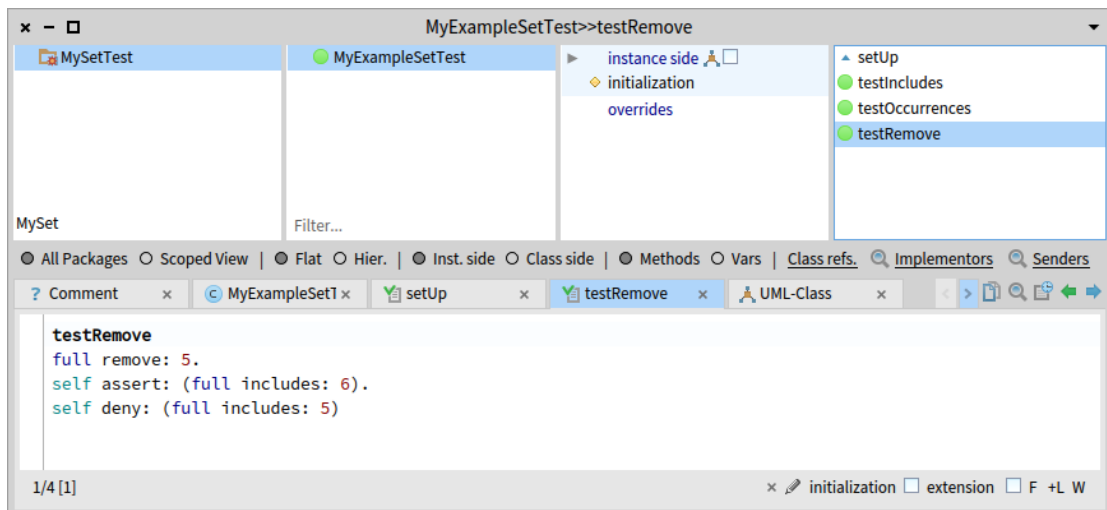 MyExampleSetTest>>testRemove
MySetTest
MySet
MyExampleSetTest
Filter...
instance side
initialization
overrides
setUp
testIncludes
testOccurrences
testRemove
All Packages Scoped View | Flat Hier. | Inst. side Class side | Methods Vars | Class refs. Implementors Senders
? Comment × C MyExampleSetT × setUp × testRemove × UML-Class ×
testRemove
full remove: 5.
self assert: (full includes: 6).
self deny: (full includes: 5)
1/4 [1] × initialization extension F +L W